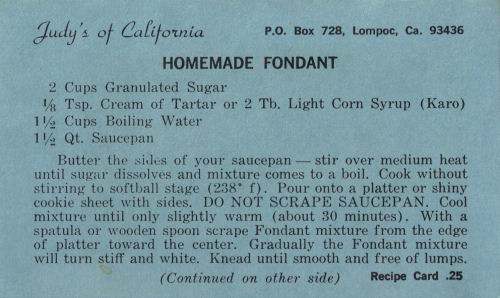 Judy's of California
P.O. Box 728, Lompoc, Ca. 93436
HOMEMADE FONDANT
2 Cups Granulated Sugar
⅛ Tsp. Cream of Tartar or 2 Tb. Light Corn Syrup (Karo)
1½ Cups Boiling Water
1½ Qt. Saucepan
Butter the sides of your saucepan — stir over medium heat
until sugar dissolves and mixture comes to a boil. Cook without
stirring to softball stage (238° f). Pour onto a platter or shiny
cookie sheet with sides. DO NOT SCRAPE SAUCEPAN. Cool
mixture until only slightly warm (about 30 minutes). With a
spatula or wooden spoon scrape Fondant mixture from the edge
of platter toward the center. Gradually the Fondant mixture
will turn stiff and white. Knead until smooth and free of lumps.
(Continued on other side)
Recipe Card .25